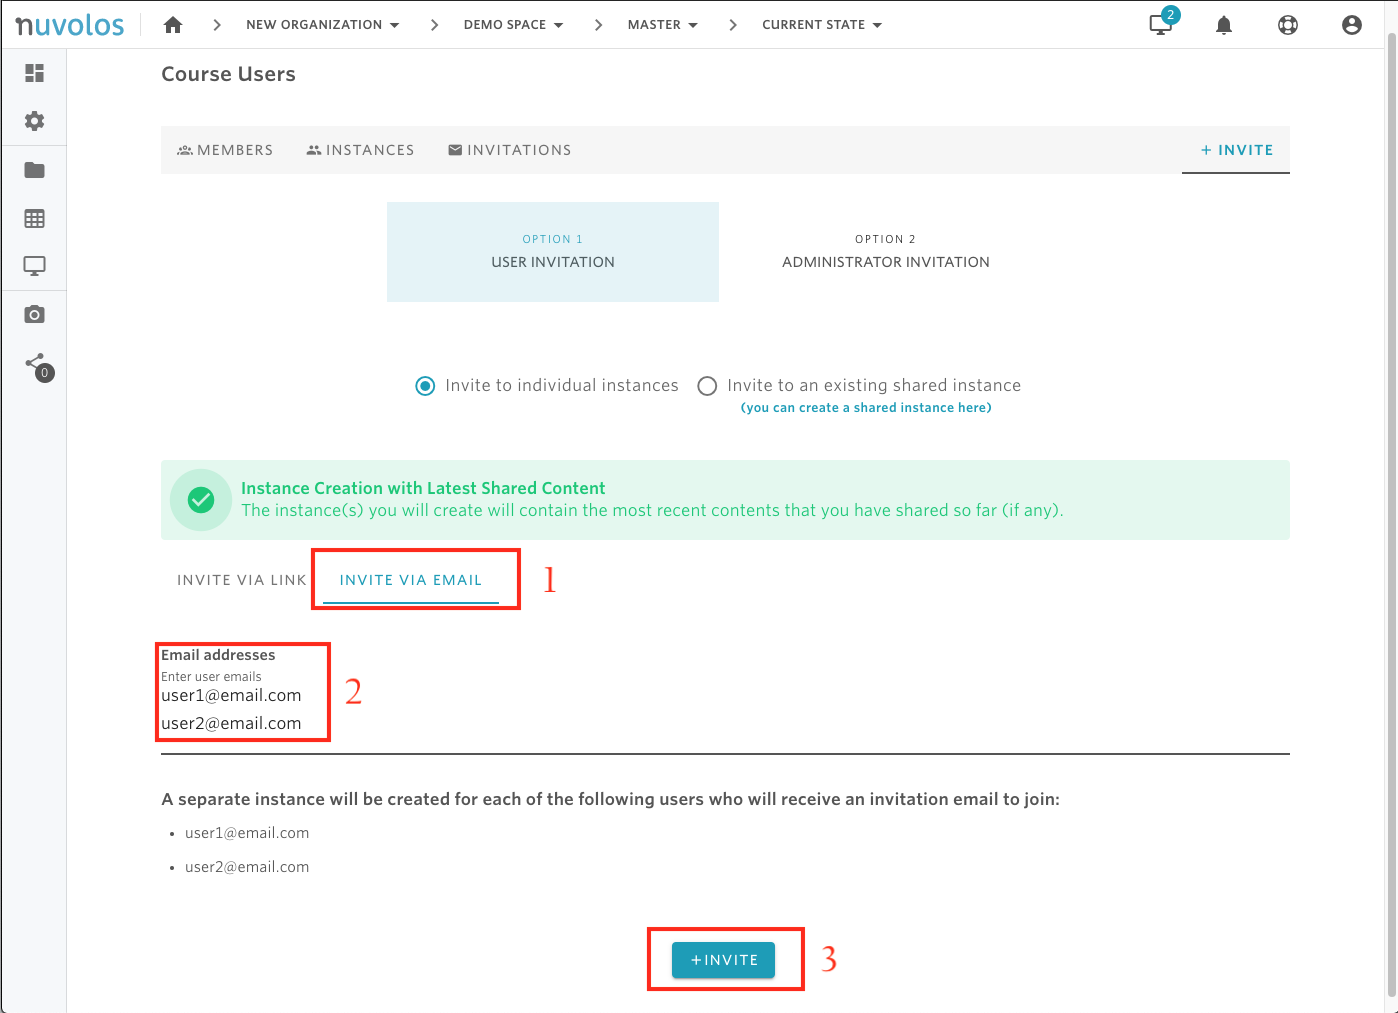 nuvolos
NEW ORGANIZATION
DEMO SPACE
MASTER
CURRENT STATE
2
Course Users
MEMBERS
INSTANCES
INVITATIONS
+ INVITE
OPTION 1
USER INVITATION
OPTION 2
ADMINISTRATOR INVITATION
0
Invite to individual instances
Invite to an existing shared instance
(you can create a shared instance here)
Instance Creation with Latest Shared Content
The instance(s) you will create will contain the most recent contents that you have shared so far (if any).
INVITE VIA LINK
INVITE VIA EMAIL
1
Email addresses
Enter user emails
user1@email.com
user2@email.com
2
A separate instance will be created for each of the following users who will receive an invitation email to join:
• user1@email.com
• user2@email.com
+INVITE
3